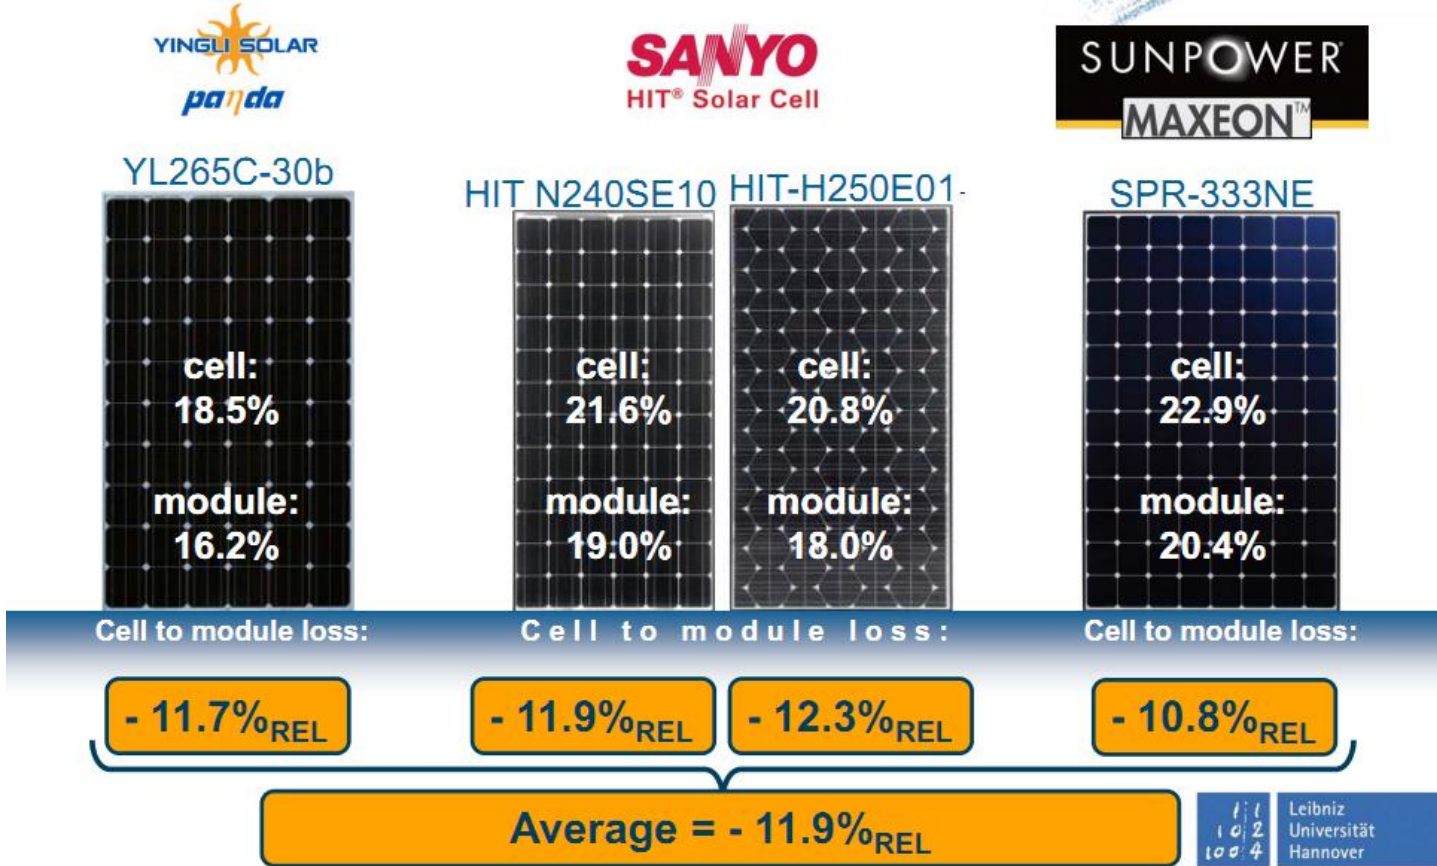 YINGLI SOLAR
panda
SANYO
HIT® Solar Cell
SUNPOWER
MAXEON™
YL265C-30b
HIT N240SE10
HIT-H250E01-
SPR-333NE
cell:
18.5%
module:
16.2%
cell:
21.6%
module:
19.0%
cell:
20.8%
module:
18.0%
cell:
22.9%
module:
20.4%
Cell to module loss:
Cell to module loss:
Cell to module loss:
- 11.7%REL
- 11.9%REL
- 12.3%REL
- 10.8%REL
Average = - 11.9%REL
Leibniz
Universität
Hannover